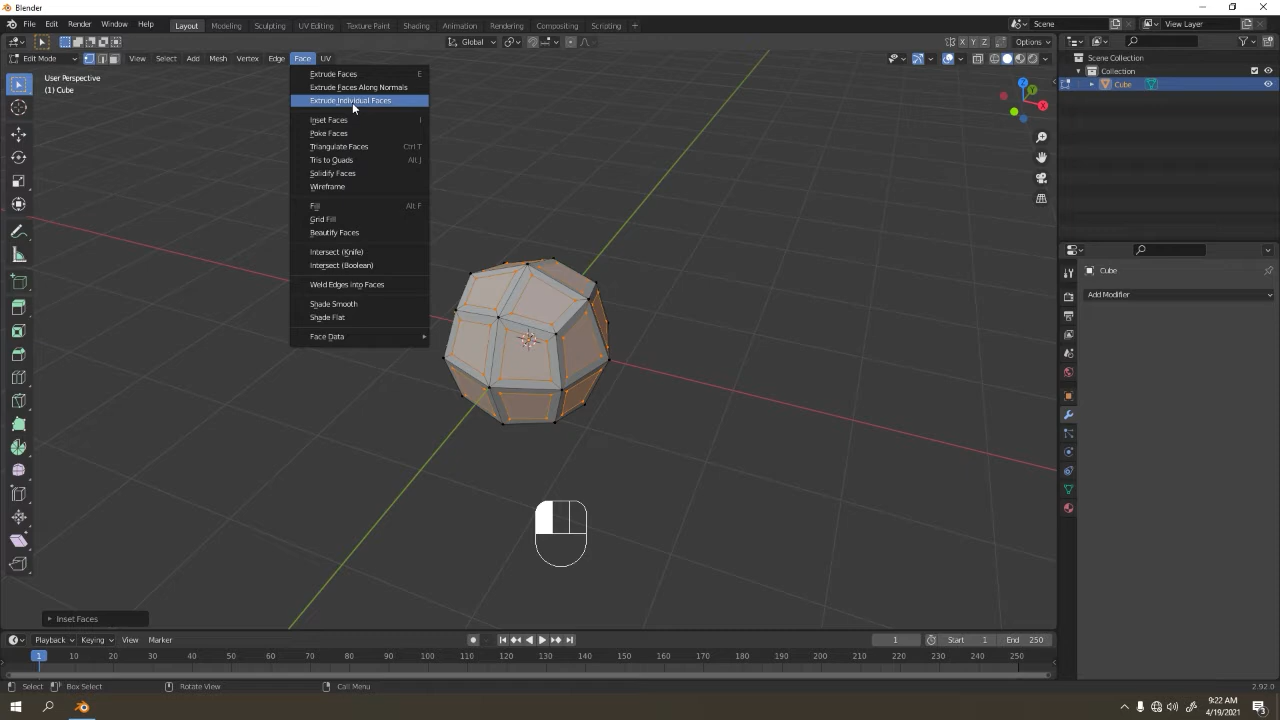 Blender
File Edit Render Window Help Layout Modeling Sculpting UV Editing Texture Paint Shading Animation Rendering Compositing Scripting + Scene View Layer
Global X Y Z Options
Edit Mode View Select Add Mesh Vertex Edge Face UV
User Perspective
(1) Cube
Extrude Faces E
Extrude Faces Along Normals
Extrude Individual Faces
Inset Faces I
Poke Faces
Triangulate Faces Ctrl T
Tris to Quads Alt J
Solidify Faces
Wireframe
Fill Alt F
Grid Fill
Beautify Faces
Intersect (Knife)
Intersect (Boolean)
Weld Edges into Faces
Shade Smooth
Shade Flat
Face Data
Z
Y
X
Scene Collection
Collection
Cube
Cube
Add Modifier
Inset Faces
Playback Keying View Marker 1 Start 1 End 250
1 10 20 30 40 50 60 70 80 90 100 110 120 130 140 150 160 170 180 190 200 210 220 230 240 250
Select Box Select Rotate View Call Menu 2.92.0
9:22 AM
4/19/2021
3